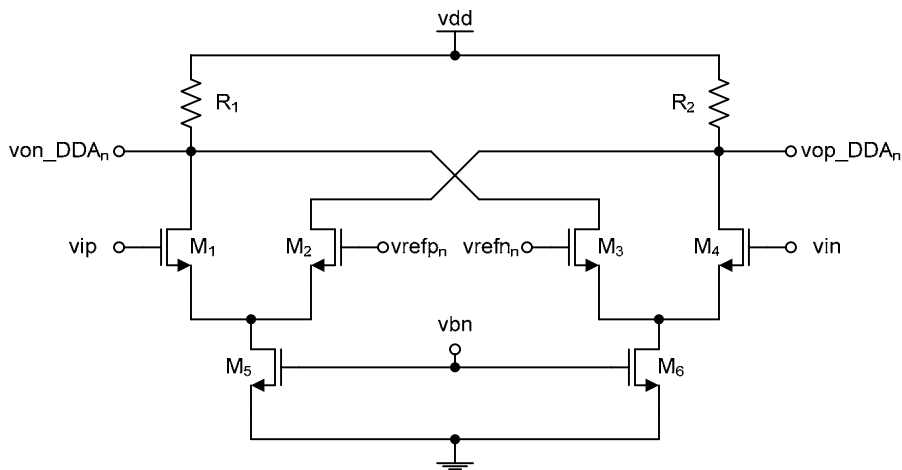 vdd
R₁
R₂
von_DDAₙ
vop_DDAₙ
vip
M₁
M₂
vrefpₙ
vrefnₙ
M₃
M₄
vin
vbn
M₅
M₆